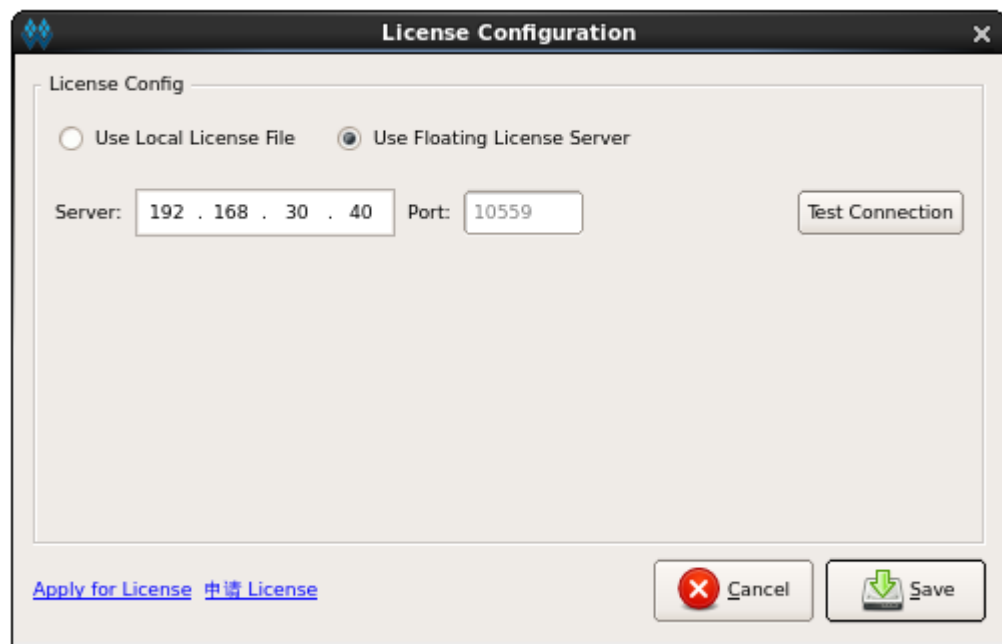 License Configuration
License Config
Use Local License File Use Floating License Server
Server: 192 . 168 . 30 . 40 Port: 10559 Test Connection
Apply for License 申请 License Cancel Save